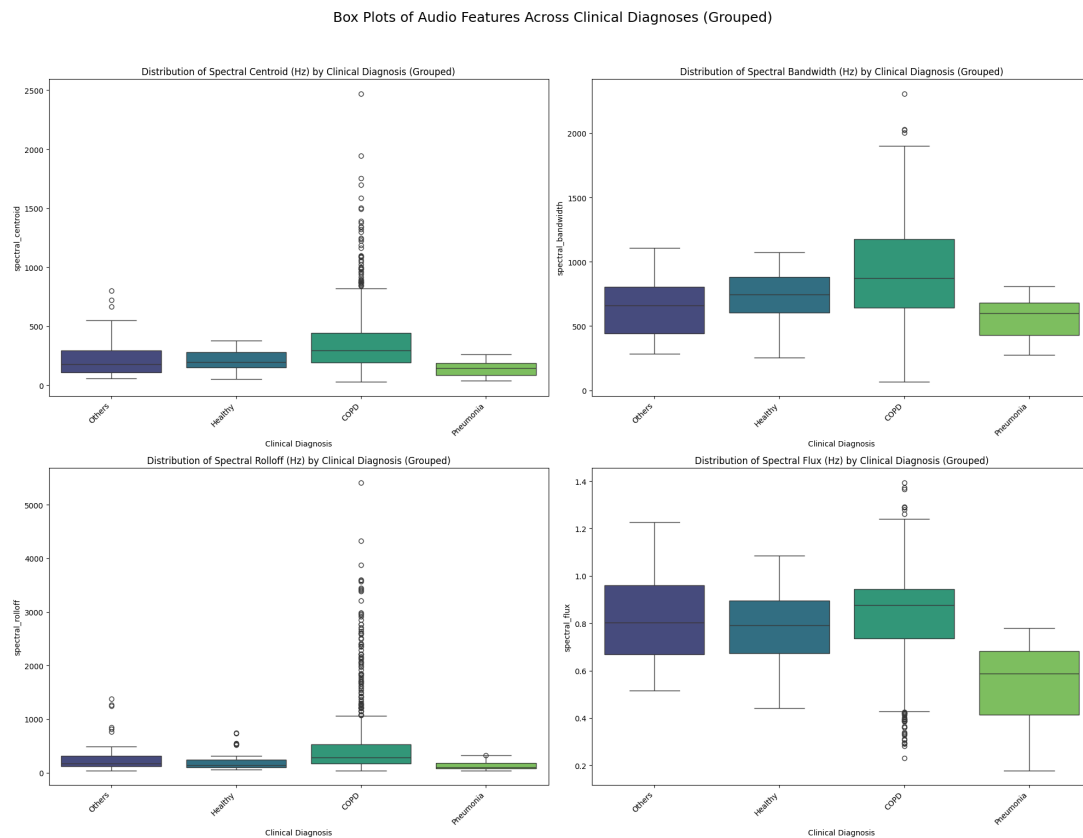 Box Plots of Audio Features Across Clinical Diagnoses (Grouped)
Distribution of Spectral Centroid (Hz) by Clinical Diagnosis (Grouped)
spectral_centroid
2500
2000
1500
1000
500
0
Others
Healthy
COPD
Pneumonia
Clinical Diagnosis
Distribution of Spectral Bandwidth (Hz) by Clinical Diagnosis (Grouped)
spectral_bandwidth
2000
1500
1000
500
0
Others
Healthy
COPD
Pneumonia
Clinical Diagnosis
Distribution of Spectral Rolloff (Hz) by Clinical Diagnosis (Grouped)
spectral_rolloff
5000
4000
3000
2000
1000
0
Others
Healthy
COPD
Pneumonia
Clinical Diagnosis
Distribution of Spectral Flux (Hz) by Clinical Diagnosis (Grouped)
spectral_flux
1.4
1.2
1.0
0.8
0.6
0.4
0.2
Others
Healthy
COPD
Pneumonia
Clinical Diagnosis